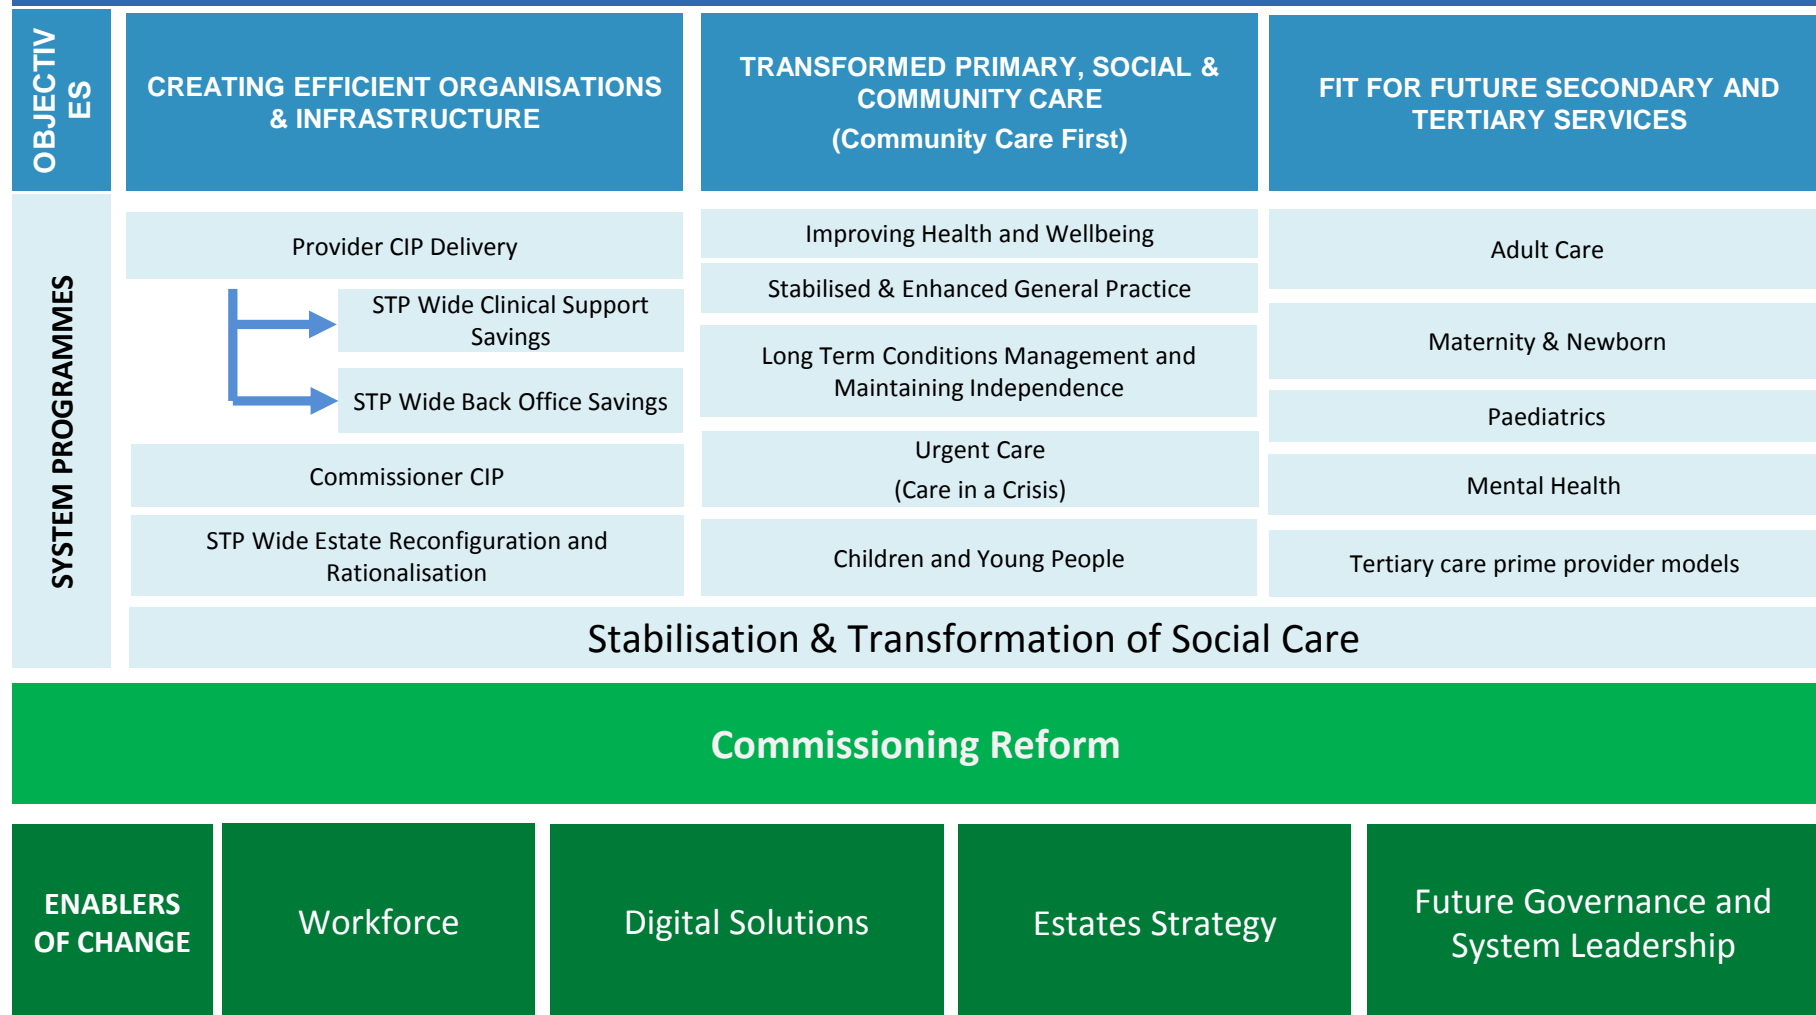 OBJECTIV
ES
CREATING EFFICIENT ORGANISATIONS
& INFRASTRUCTURE
TRANSFORMED PRIMARY, SOCIAL &
COMMUNITY CARE
(Community Care First)
FIT FOR FUTURE SECONDARY AND
TERTIARY SERVICES
SYSTEM PROGRAMMES
Provider CIP Delivery
STP Wide Clinical Support
Savings
STP Wide Back Office Savings
Commissioner CIP
STP Wide Estate Reconfiguration and
Rationalisation
Improving Health and Wellbeing
Stabilised & Enhanced General Practice
Long Term Conditions Management and
Maintaining Independence
Urgent Care
(Care in a Crisis)
Children and Young People
Adult Care
Maternity & Newborn
Paediatrics
Mental Health
Tertiary care prime provider models
Stabilisation & Transformation of Social Care
Commissioning Reform
ENABLERS
OF CHANGE
Workforce
Digital Solutions
Estates Strategy
Future Governance and
System Leadership